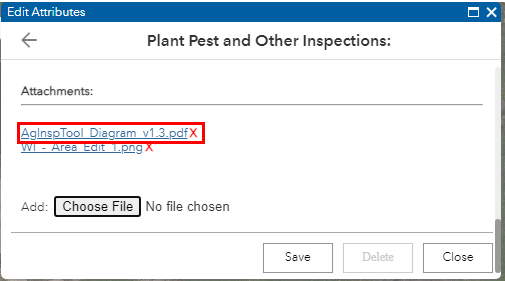 Edit Attributes
Plant Pest and Other Inspections:
Attachments:
AgInspTool_Diagram_v1.3.pdf X
WI - Area_Edit_1.png X
Add: Choose File No file chosen
Save Delete Close